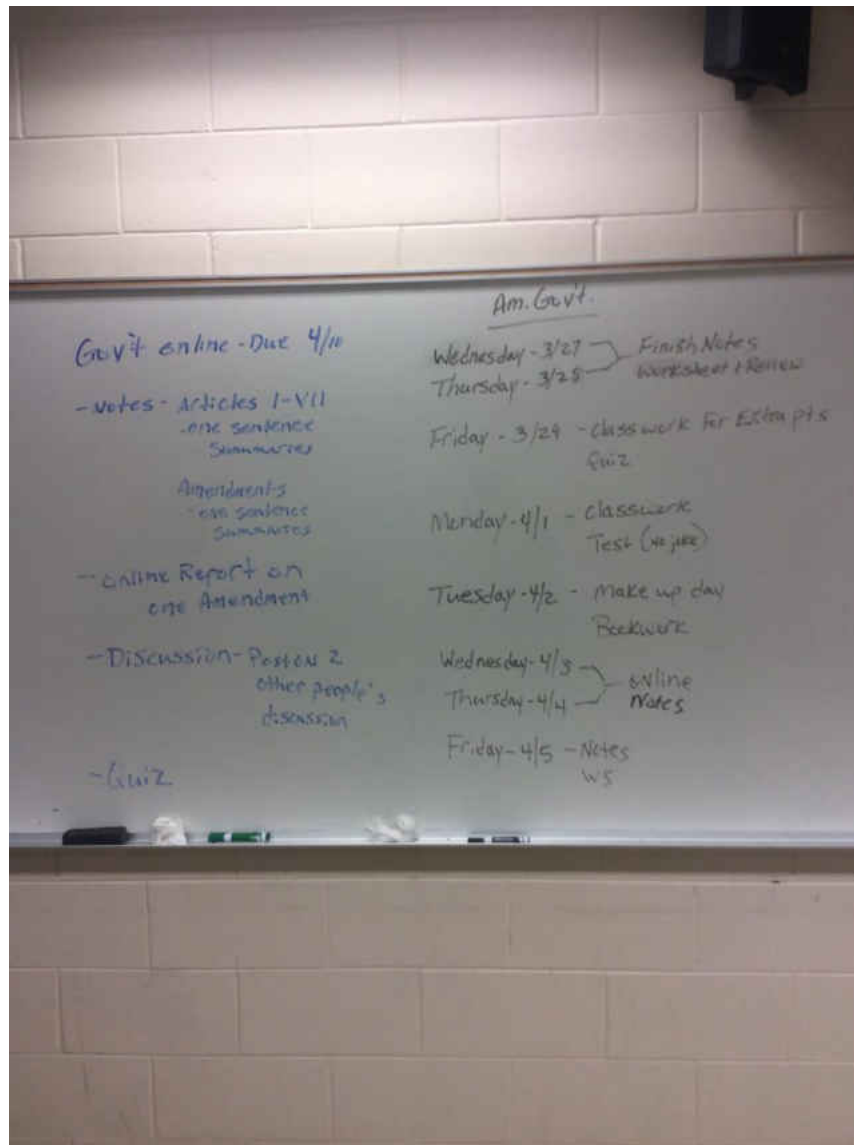 Gov't online - Due 4/10
- Notes - Articles I-VII
- one sentence
Summaries
Amendments
- one sentence
Summaries
- Online Report on
one Amendment
- Discussion - Post on 2
other people's
discussion
- Quiz
Am. Gov't.
Wednesday - 3/27
Thursday - 3/28
Finish Notes
Worksheet + Review
Friday - 3/29 - Classwork For Extra pts
Quiz
Monday - 4/1 - Classwork
Test (no joke)
Tuesday - 4/2 - Make up day
Bookwork
Wednesday - 4/3
Thursday - 4/4
online
Notes
Friday - 4/5 - Notes
WS